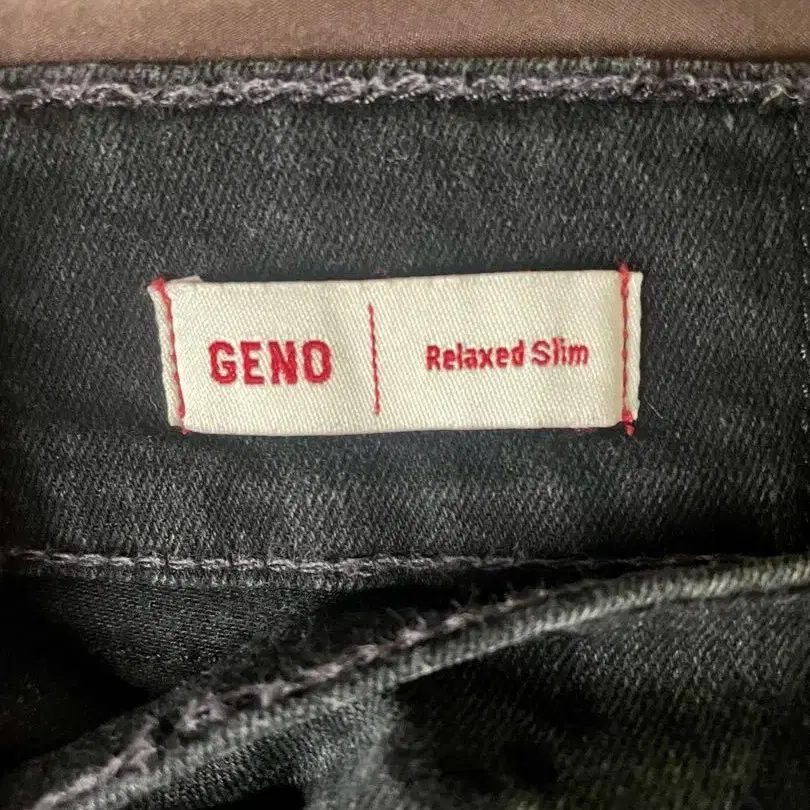 GENO | Relaxed Slim